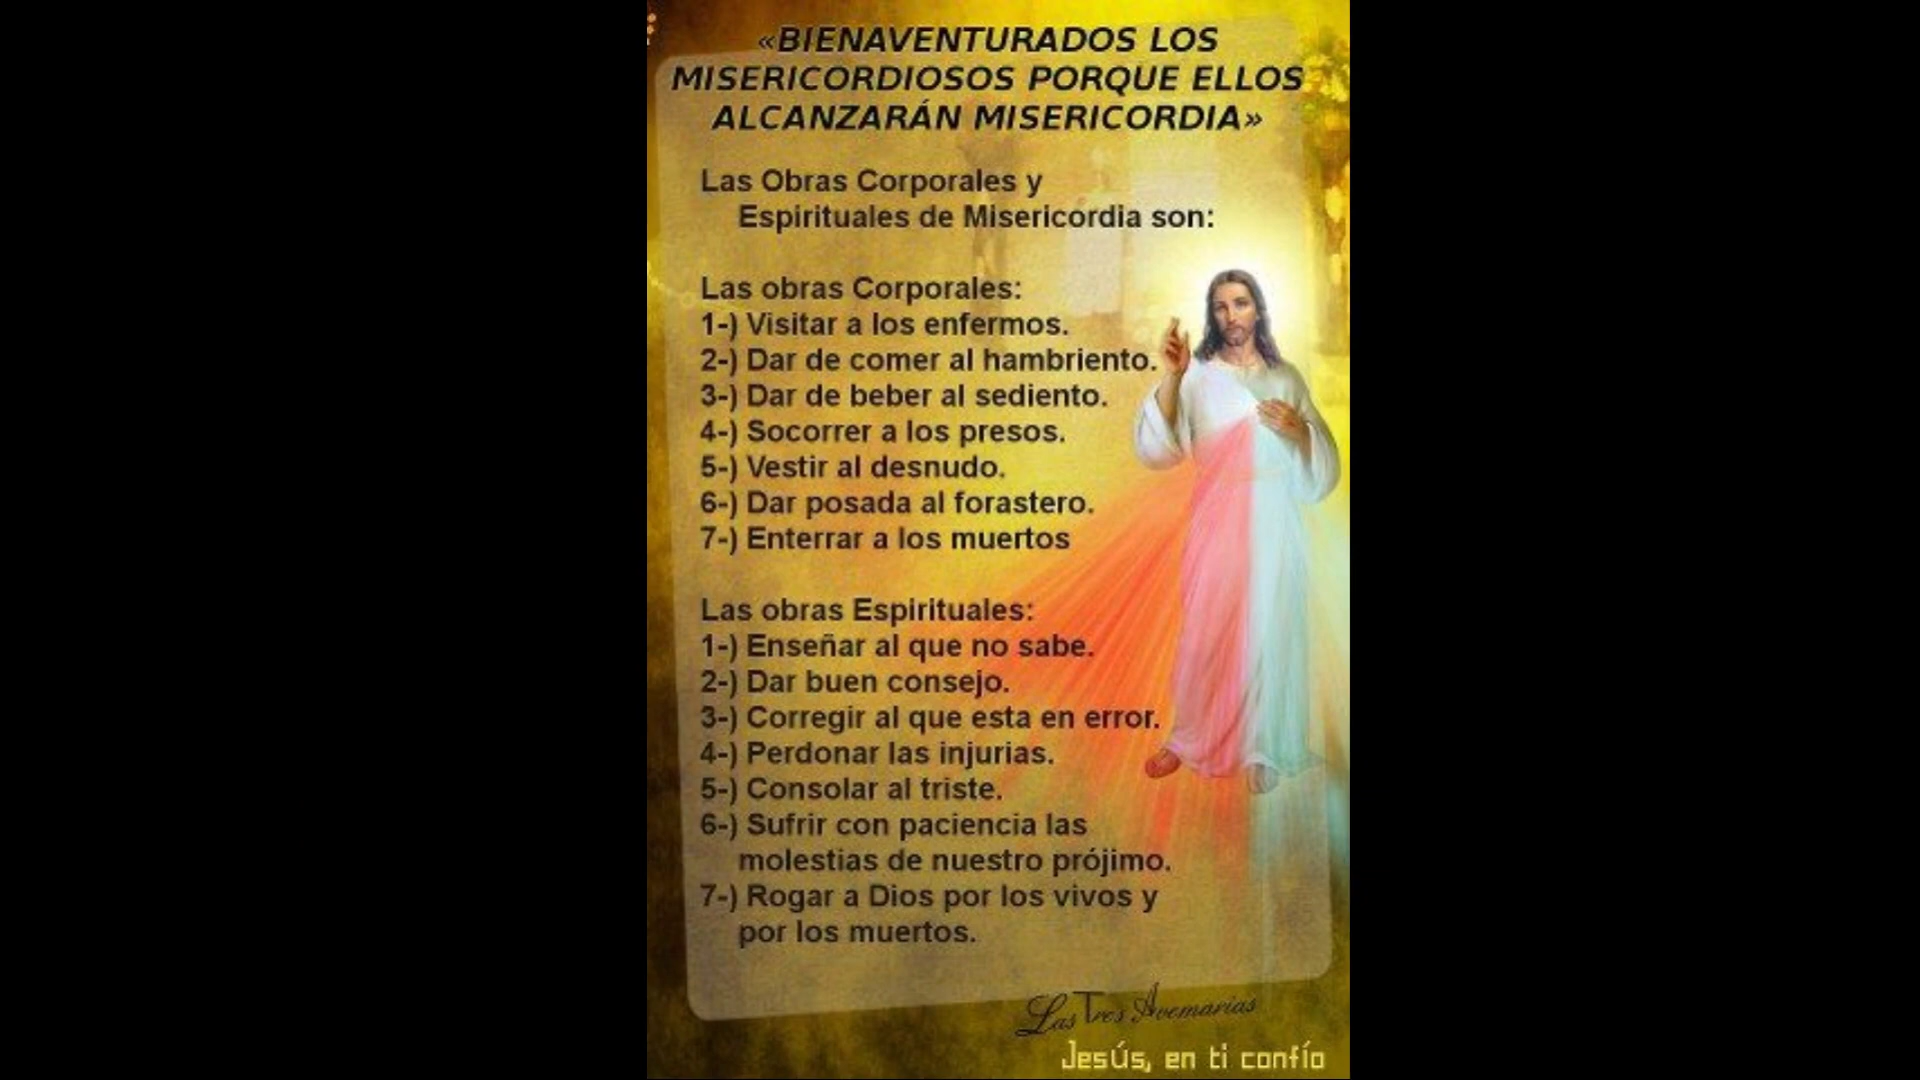 «BIENAVENTURADOS LOS
MISERICORDIOSOS PORQUE ELLOS
ALCANZARÁN MISERICORDIA»
Las Obras Corporales y
Espirituales de Misericordia son:
Las obras Corporales:
1-) Visitar a los enfermos.
2-) Dar de comer al hambriento.
3-) Dar de beber al sediento.
4-) Socorrer a los presos.
5-) Vestir al desnudo.
6-) Dar posada al forastero.
7-) Enterrar a los muertos
Las obras Espirituales:
1-) Enseñar al que no sabe.
2-) Dar buen consejo.
3-) Corregir al que esta en error.
4-) Perdonar las injurias.
5-) Consolar al triste.
6-) Sufrir con paciencia las
molestias de nuestro prójimo.
7-) Rogar a Dios por los vivos y
por los muertos.
Las Tres Avemarías
Jesús, en ti confío